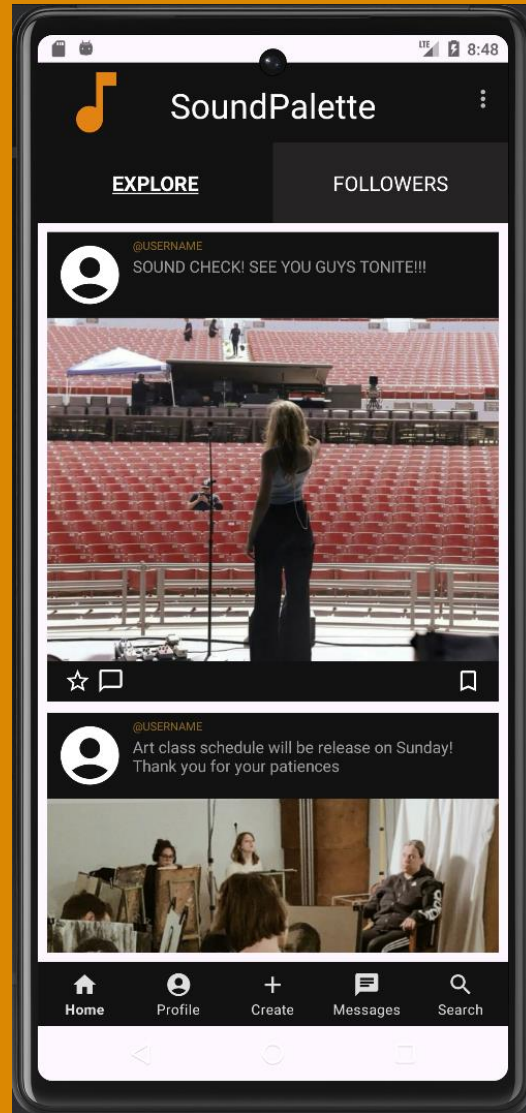 LTE 8:48
SoundPalette
EXPLORE FOLLOWERS
@USERNAME
SOUND CHECK! SEE YOU GUYS TONITE!!!
@USERNAME
Art class schedule will be release on Sunday!
Thank you for your patiences
Home Profile Create Messages Search